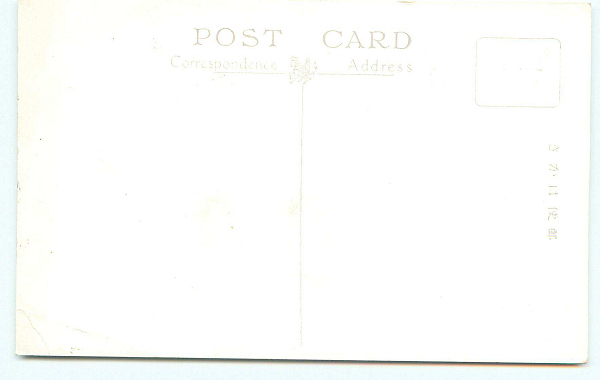 POST CARD
Correspondence Address